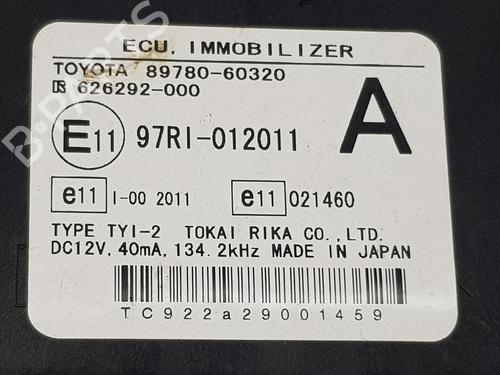 ECU, IMMOBILIZER
TOYOTA 89780-60320
626292-000
A
E11 97RI-012011
e11 I-00 2011 e11 021460
TYPE TYI-2 TOKAI RIKA CO.,LTD.
DC12V, 40mA, 134.2kHz MADE IN JAPAN
TC922a29001459
B-PARTS